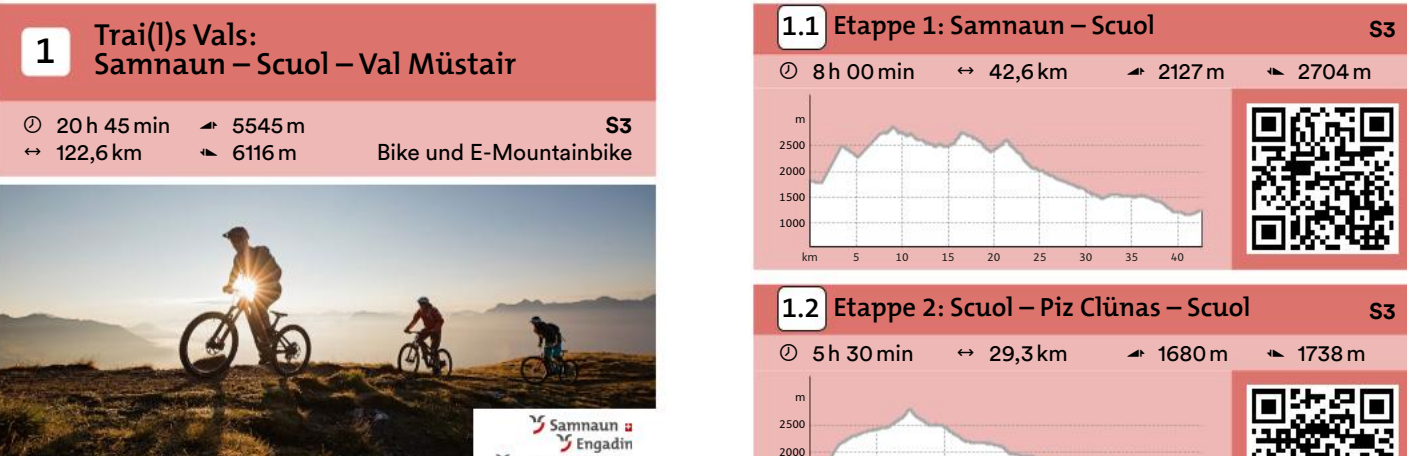 1
Trai(l)s Vals:
Samnaun – Scuol – Val Müstair
20 h 45 min 5545 m S3
122,6 km 6116 m Bike und E-Mountainbike
Samnaun
Engadin
1.1 Etappe 1: Samnaun – Scuol S3
8 h 00 min 42,6 km 2127 m 2704 m
m
2500
2000
1500
1000
km 5 10 15 20 25 30 35 40
1.2 Etappe 2: Scuol – Piz Clünas – Scuol S3
5 h 30 min 29,3 km 1680 m 1738 m
m
2500
2000